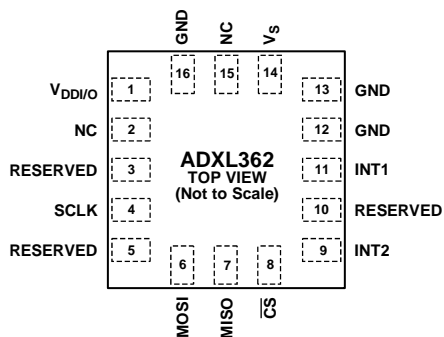 GND
NC
VS
16
15
14
VDDI/O
1
13
GND
NC
2
12
GND
RESERVED
3
ADXL362
TOP VIEW
(Not to Scale)
11
INT1
SCLK
4
10
RESERVED
RESERVED
5
9
INT2
6
7
8
MOSI
MISO
C̅S̅